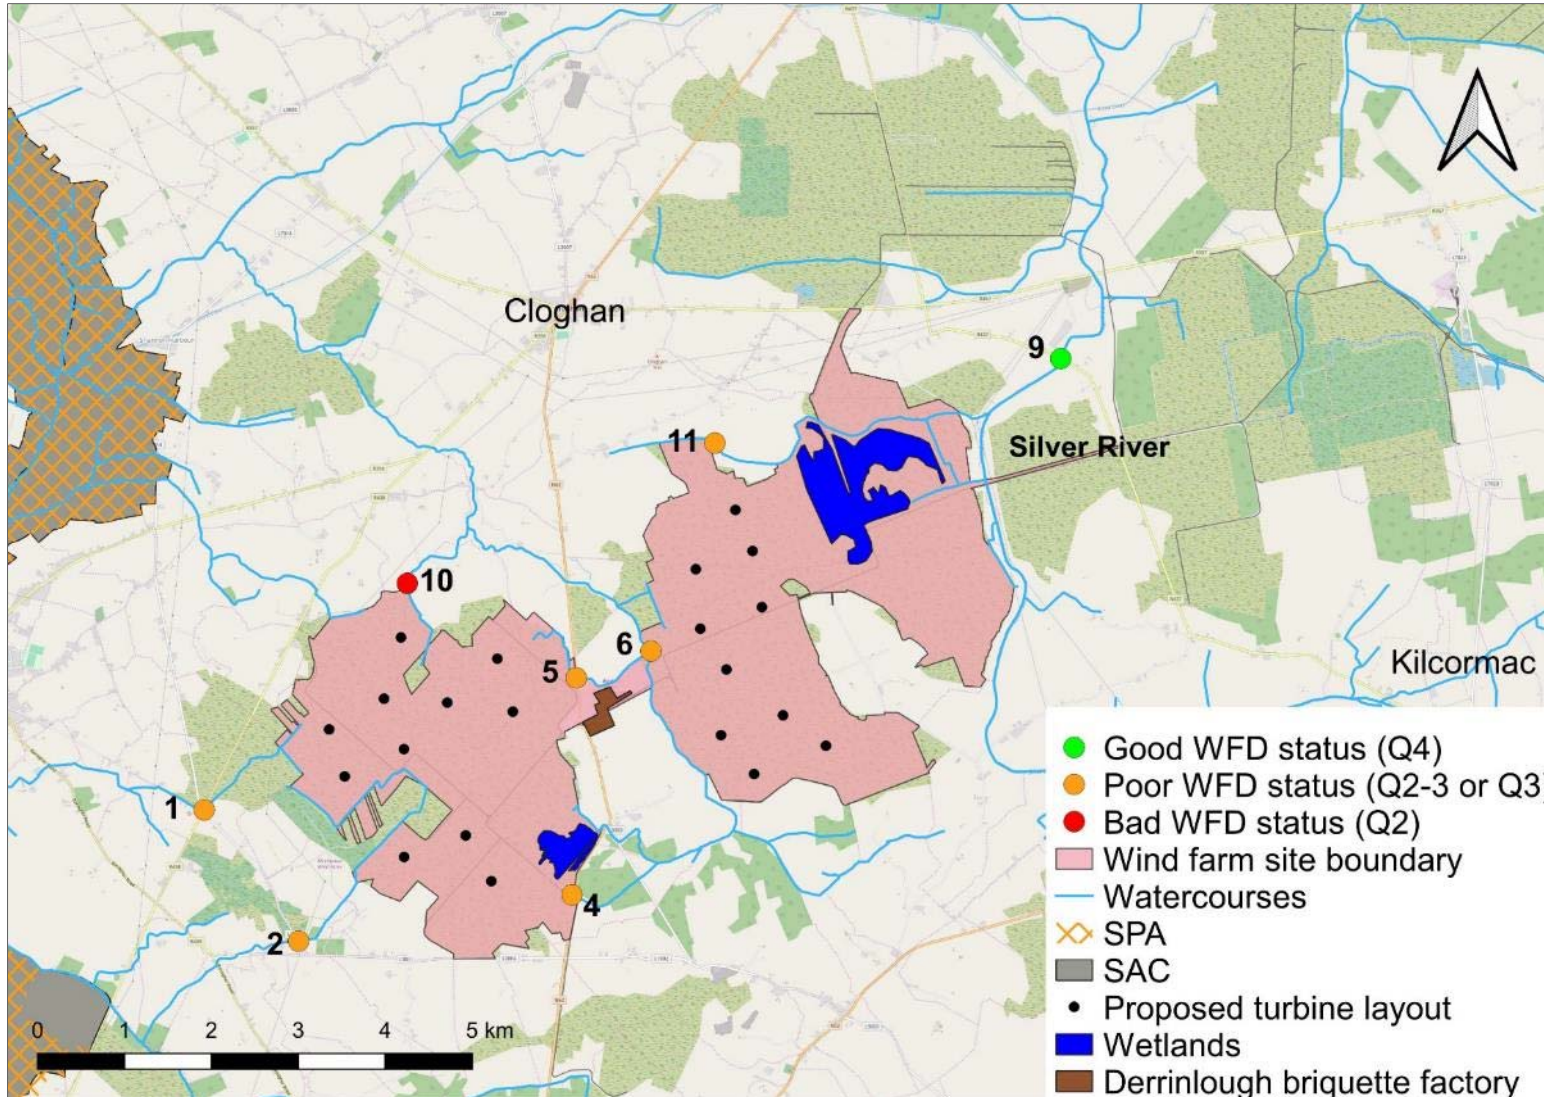 Cloghan
9
11
Silver River
10
6
5
Kilcormac
1
4
2
0 1 2 3 4 5 km
Good WFD status (Q4)
Poor WFD status (Q2-3 or Q3)
Bad WFD status (Q2)
Wind farm site boundary
Watercourses
SPA
SAC
Proposed turbine layout
Wetlands
Derrinlough briquette factory